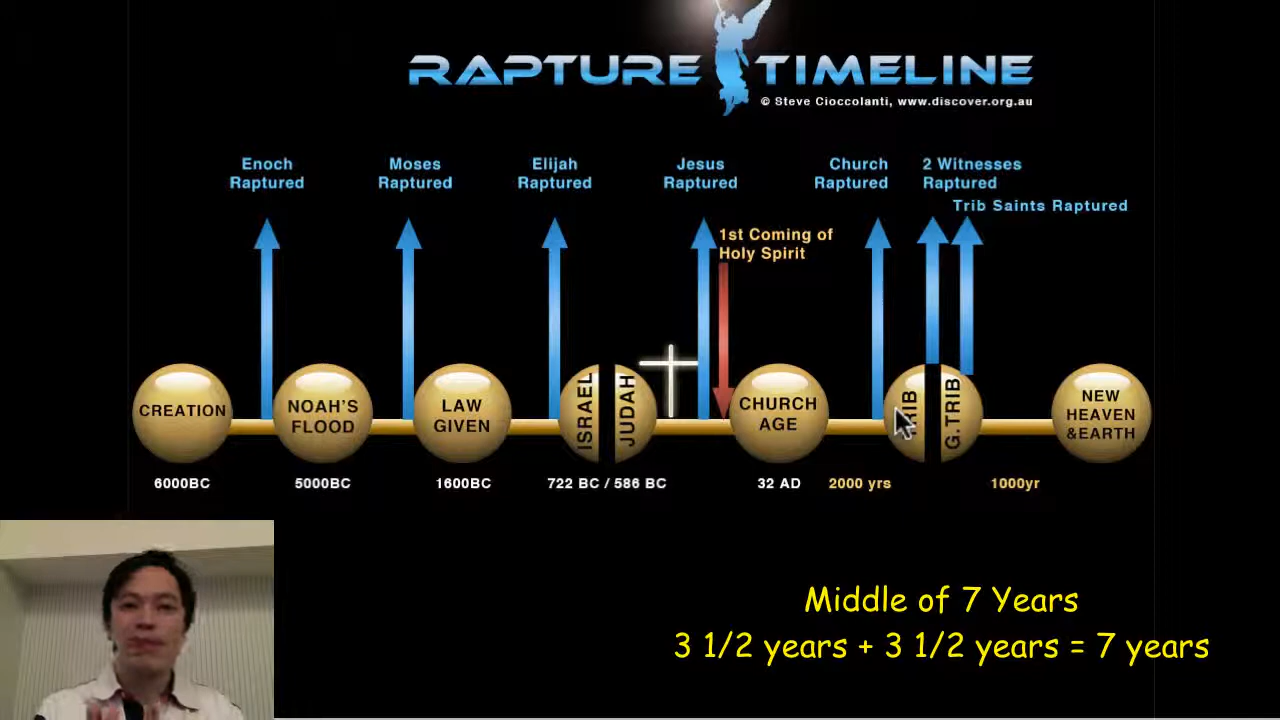 RAPTURE TIMELINE
© Steve Cioccolanti, www.discover.org.au
Enoch
Raptured
Moses
Raptured
Elijah
Raptured
Jesus
Raptured
Church
Raptured
2 Witnesses
Raptured
Trib Saints Raptured
1st Coming of
Holy Spirit
CREATION
NOAH'S
FLOOD
LAW
GIVEN
ISRAEL
JUDAH
CHURCH
AGE
G.TRIB
NEW
HEAVEN
&EARTH
6000BC
5000BC
1600BC
722 BC / 586 BC
32 AD
2000 yrs
1000yr
Middle of 7 Years
3 1/2 years + 3 1/2 years = 7 years